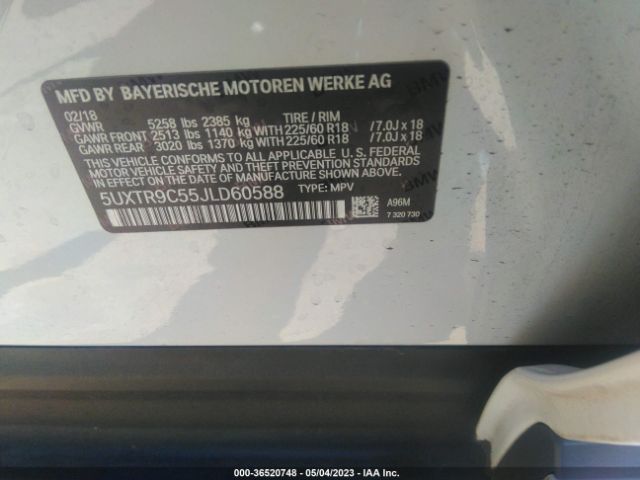 MFD BY BAYERISCHE MOTOREN WERKE AG
02/18
GVWR 5258 lbs 2385 kg TIRE / RIM
GAWR FRONT 2513 lbs 1140 kg WITH 225/60 R18 /7.0J x 18
GAWR REAR 3020 lbs 1370 kg WITH 225/60 R18 /7.0J x 18
THIS VEHICLE CONFORMS TO ALL APPLICABLE U.S. FEDERAL
MOTOR VEHICLE SAFETY AND THEFT PREVENTION STANDARDS
IN EFFECT ON THE DATE OF MANUFACTURE SHOWN ABOVE.
5UXTR9C55JLD60588 TYPE: MPV
A96M
7 320 730
000-36520748 - 05/04/2023 - IAA Inc.